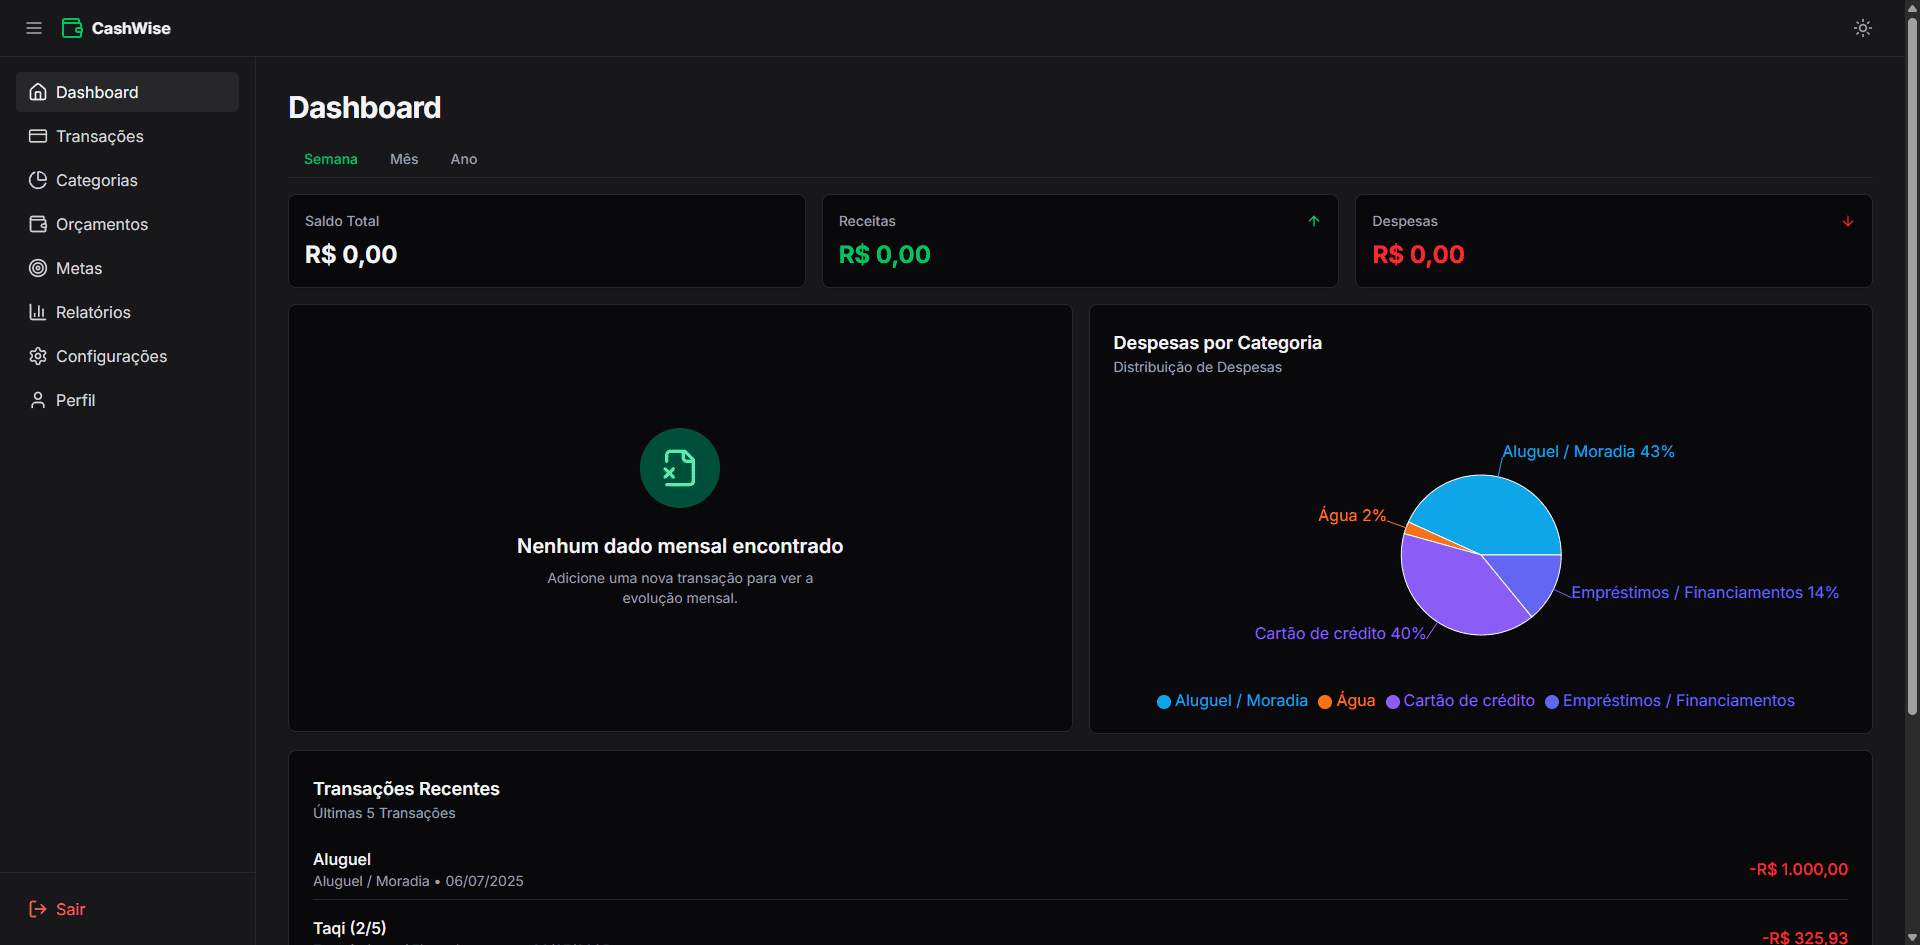 CashWise
Dashboard
Transações
Categorias
Orçamentos
Metas
Relatórios
Configurações
Perfil
Sair
Dashboard
Semana Mês Ano
Saldo Total
R$ 0,00
Receitas
R$ 0,00
Despesas
R$ 0,00
Nenhum dado mensal encontrado
Adicione uma nova transação para ver a
evolução mensal.
Despesas por Categoria
Distribuição de Despesas
Aluguel / Moradia 43%
Água 2%
Empréstimos / Financiamentos 14%
Cartão de crédito 40%
Aluguel / Moradia Água Cartão de crédito Empréstimos / Financiamentos
Transações Recentes
Últimas 5 Transações
Aluguel
Aluguel / Moradia • 06/07/2025
-R$ 1.000,00
Taqi (2/5)
-R$ 325,93